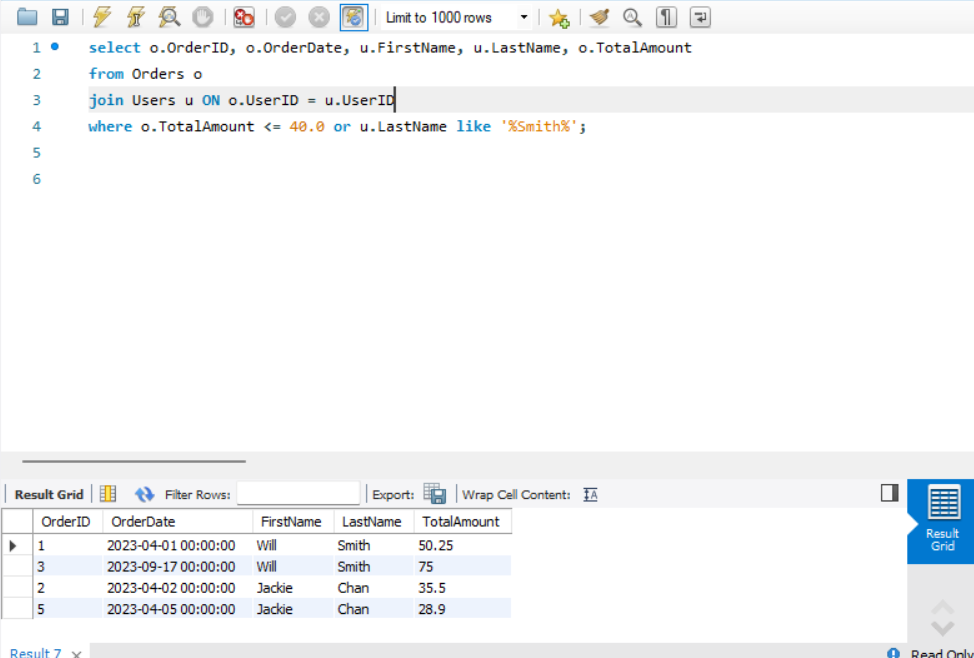 Limit to 1000 rows
1 select o.OrderID, o.OrderDate, u.FirstName, u.LastName, o.TotalAmount
2 from Orders o
3 join Users u ON o.UserID = u.UserID
4 where o.TotalAmount <= 40.0 or u.LastName like '%Smith%';
5
6
Result Grid Filter Rows: Export: Wrap Cell Content: IA
OrderID OrderDate FirstName LastName TotalAmount
1 2023-04-01 00:00:00 Will Smith 50.25
3 2023-09-17 00:00:00 Will Smith 75
2 2023-04-02 00:00:00 Jackie Chan 35.5
5 2023-04-05 00:00:00 Jackie Chan 28.9
Result
Grid
Result 7 Read Only